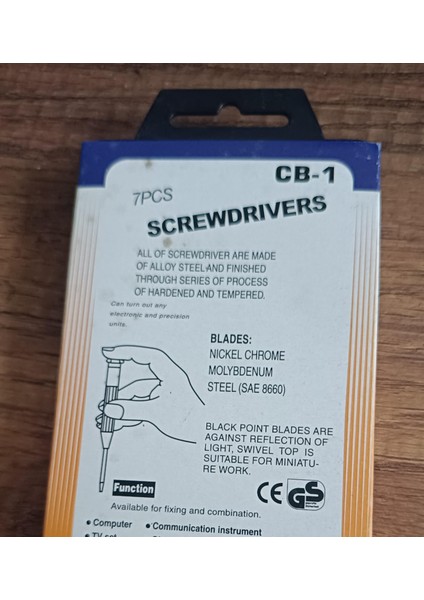 CB-1
7PCS
SCREWDRIVERS
ALL OF SCREWDRIVER ARE MADE
OF ALLOY STEEL AND FINISHED
THROUGH SERIES OF PROCESS
OF HARDENED AND TEMPERED.
Can turn out any
electronic and precision
units.
BLADES:
NICKEL CHROME
MOLYBDENUM
STEEL (SAE 8660)
BLACK POINT BLADES ARE
AGAINST REFLECTION OF
LIGHT, SWIVEL TOP IS
SUITABLE FOR MINIATU-
RE WORK.
CE GS
Function
Available for fixing and combination.
• Computer • Communication instrument
• TV set